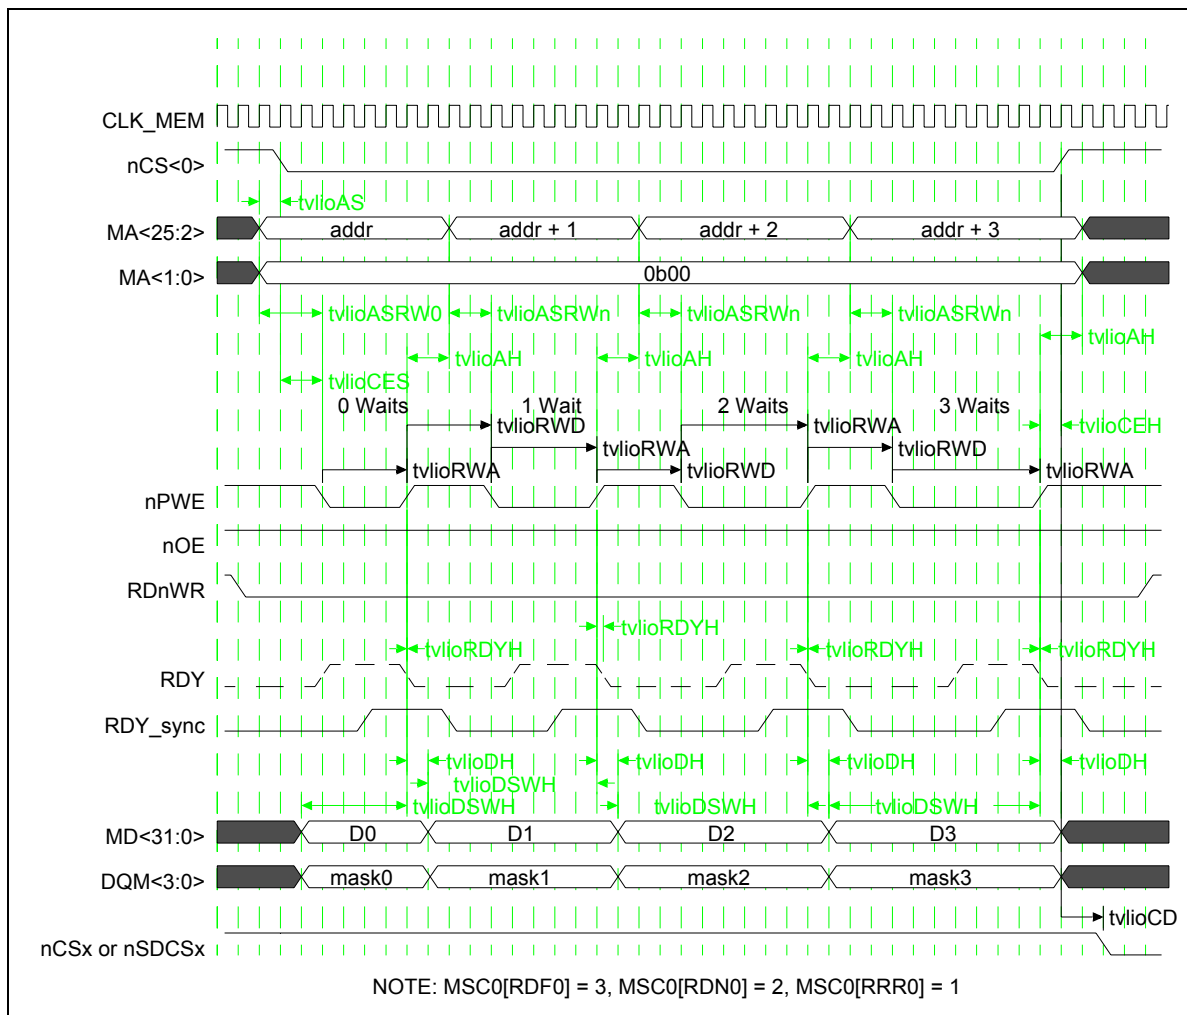 CLK_MEM
nCS<0>
tvlioAS
MA<25:2> addr addr + 1 addr + 2 addr + 3
MA<1:0> 0b00
tvlioASRW0 tvlioASRWn tvlioASRWn tvlioASRWn
tvlioAH tvlioAH tvlioAH tvlioAH
tvlioCES
0 Waits 1 Wait 2 Waits 3 Waits
tvlioRWD tvlioRWA tvlioCEH
tvlioRWA tvlioRWD
tvlioRWA tvlioRWD tvlioRWA
nPWE
nOE
RDnWR
tvlioRDYH
tvlioRDYH tvlioRDYH tvlioRDYH
RDY
RDY_sync
tvlioDH tvlioDH tvlioDH tvlioDH
tvlioDSWH
tvlioDSWH tvlioDSWH tvlioDSWH
MD<31:0> D0 D1 D2 D3
DQM<3:0> mask0 mask1 mask2 mask3
tvlioCD
nCSx or nSDCSx
NOTE: MSC0[RDF0] = 3, MSC0[RDN0] = 2, MSC0[RRR0] = 1